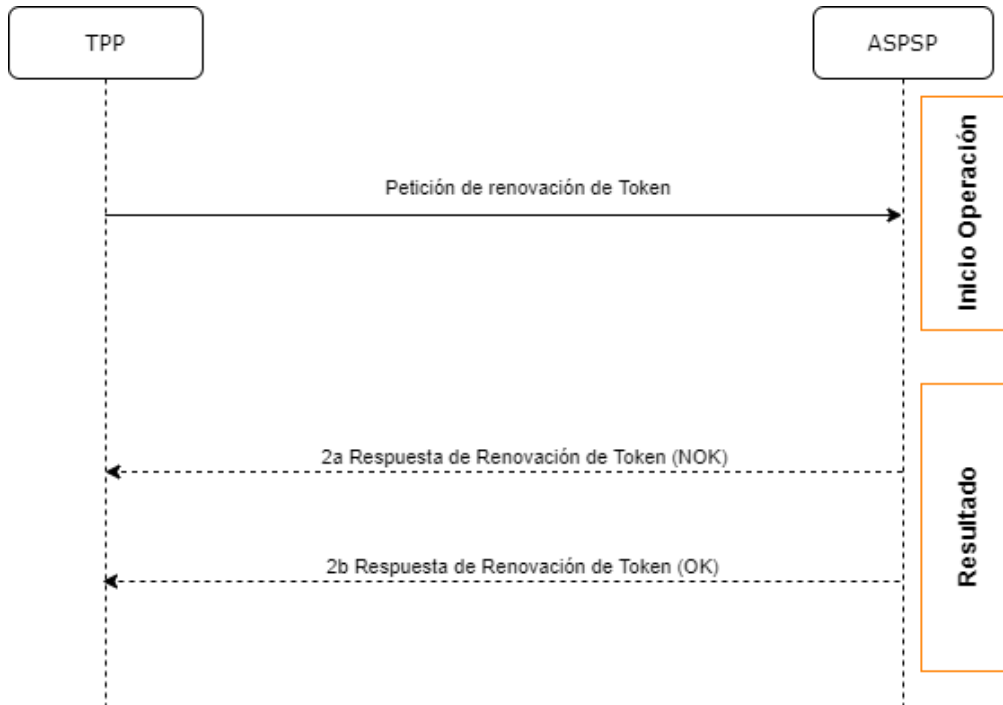 TPP
ASPSP
Inicio Operación
Petición de renovación de Token
2a Respuesta de Renovación de Token (NOK)
Resultado
2b Respuesta de Renovación de Token (OK)